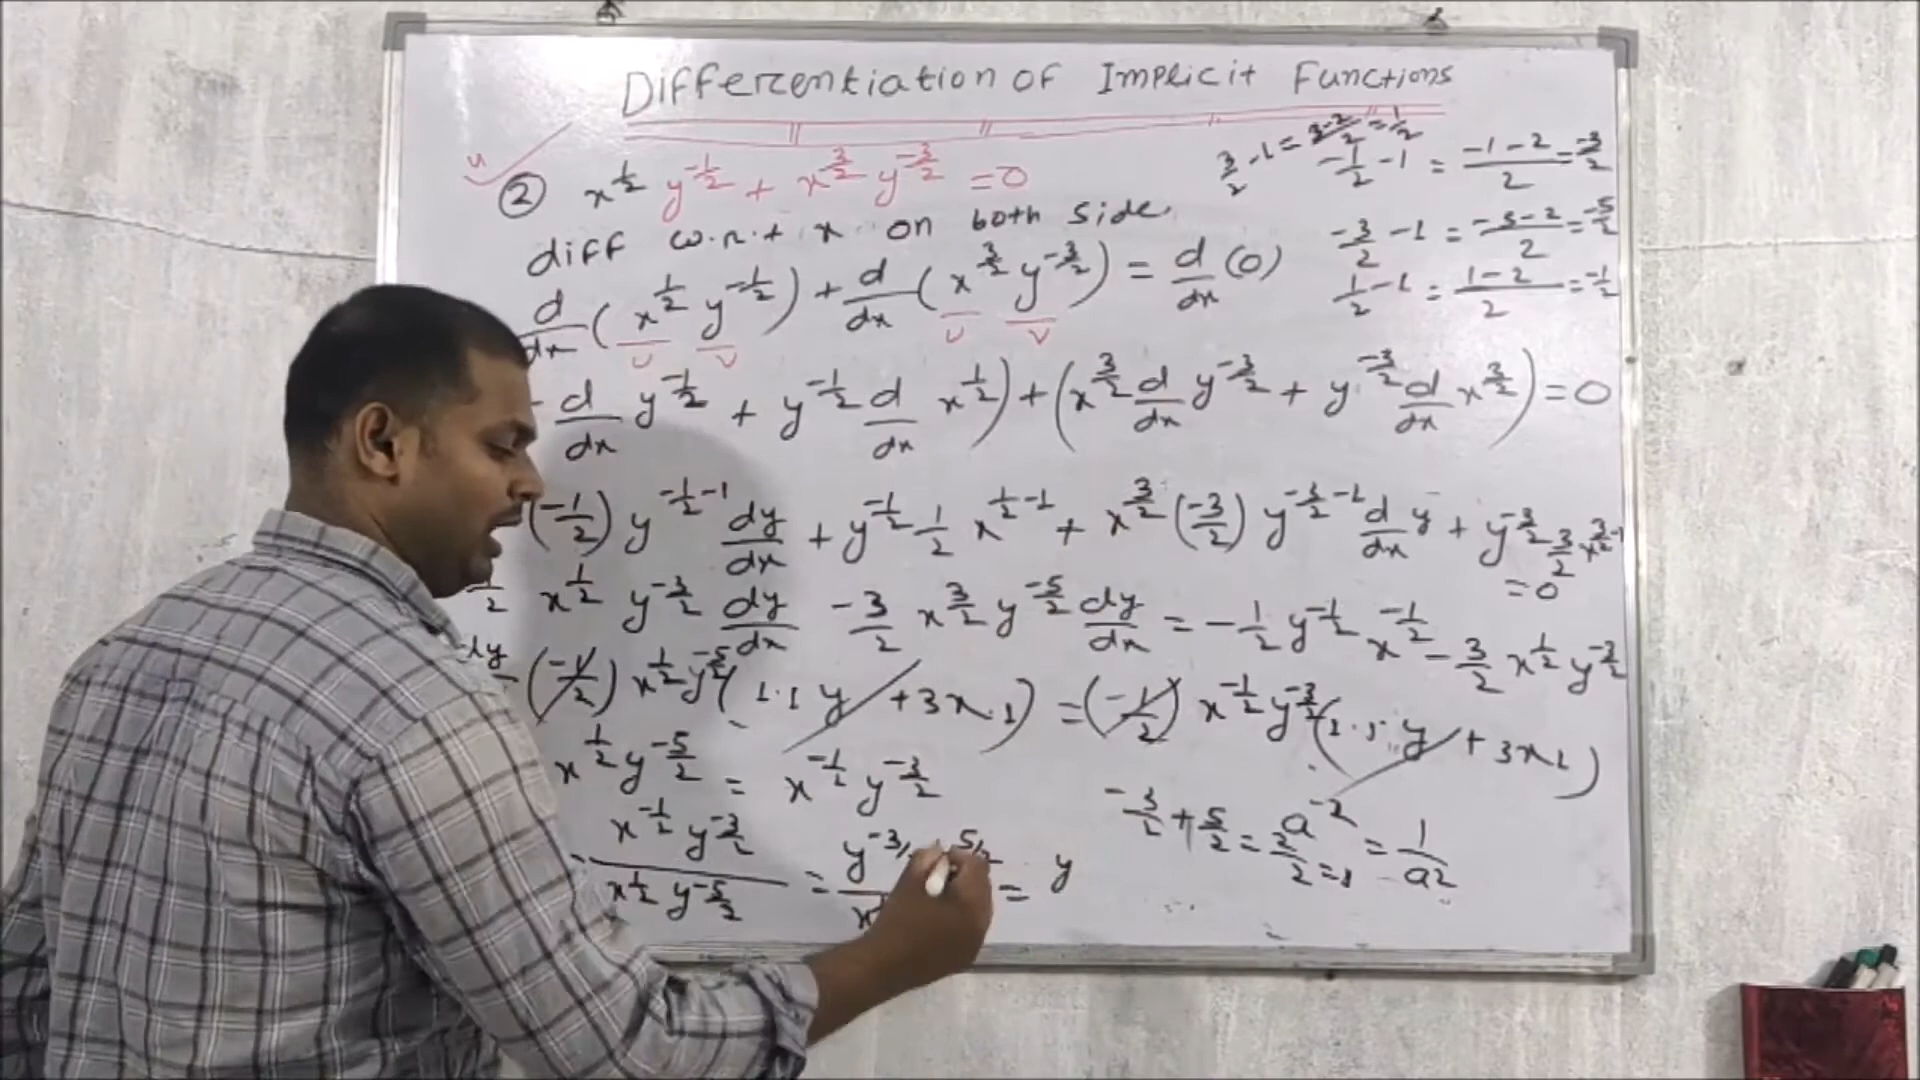 Differentiation of Implicit Functions
② x^{1/2} y^{-1/2} + x^{3/2} y^{-3/2} = 0
3/2 - 1 = 3-2/2 = 1/2
-1/2 - 1 = -1-2/2 = -3/2
diff w.r.t x on both side
-3/2 - 1 = -3-2/2 = -5/2
d/dx (x^{1/2} y^{-1/2}) + d/dx (x^{3/2} y^{-3/2}) = d/dx (0)
1/2 - 1 = 1-2/2 = -1/2
U V U V
d/dx y^{-1/2} + y^{-1/2} d/dx x^{1/2}) + (x^{3/2} d/dx y^{-3/2} + y^{-3/2} d/dx x^{3/2}) = 0
(-1/2) y^{-1/2-1} dy/dx + y^{-1/2} 1/2 x^{1/2-1} + x^{3/2} (-3/2) y^{-3/2-1} d/dx y + y^{-3/2} 3/2 x^{3/2-1}
= 0
1/2 x^{1/2} y^{-3/2} dy/dx - 3/2 x^{3/2} y^{-5/2} dy/dx = -1/2 y^{-1/2} x^{-1/2} - 3/2 x^{1/2} y^{-3/2}
dy (-1/2) x^{1/2} y^{-5/2} (1.1 y + 3x.1) = (-1/2) x^{-1/2} y^{-3/2} (1.1 y + 3x1)
x^{1/2} y^{-5/2} = x^{-1/2} y^{-3/2}
x^{-1/2} y^{-3/2} / x^{1/2} y^{-5/2} = y^{-3/2 5/2} / x = y
-3/2 + 5/2 = 2/2 = 1
a^{-2} = 1/a2